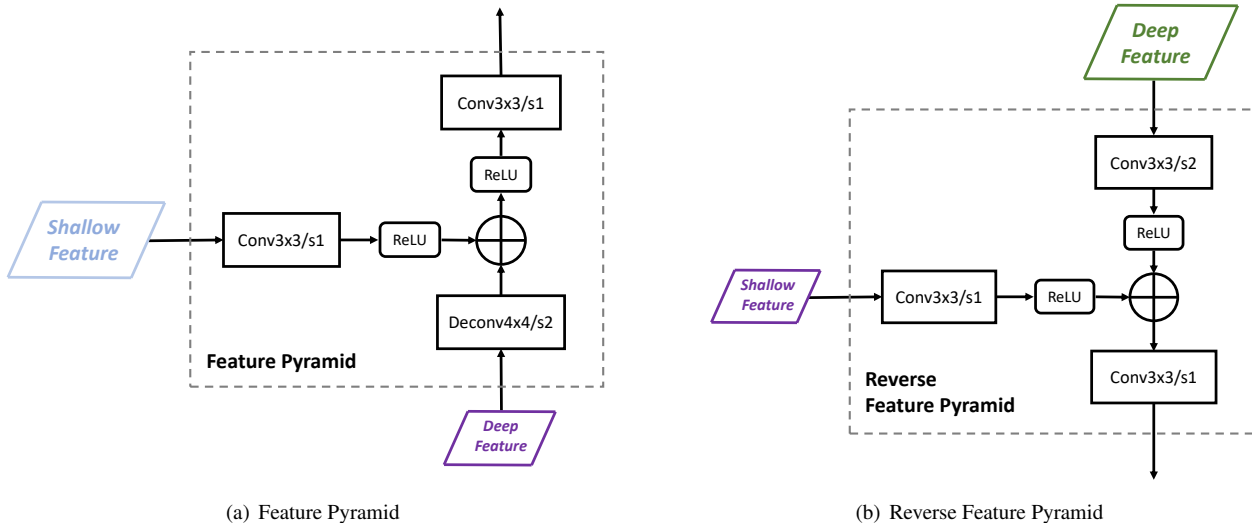 Conv3x3/s1
ReLU
Shallow
Feature
Conv3x3/s1
ReLU
Deconv4x4/s2
Feature Pyramid
Deep
Feature
(a) Feature Pyramid
Deep
Feature
Conv3x3/s2
ReLU
Shallow
Feature
Conv3x3/s1
ReLU
Conv3x3/s1
Reverse
Feature Pyramid
(b) Reverse Feature Pyramid